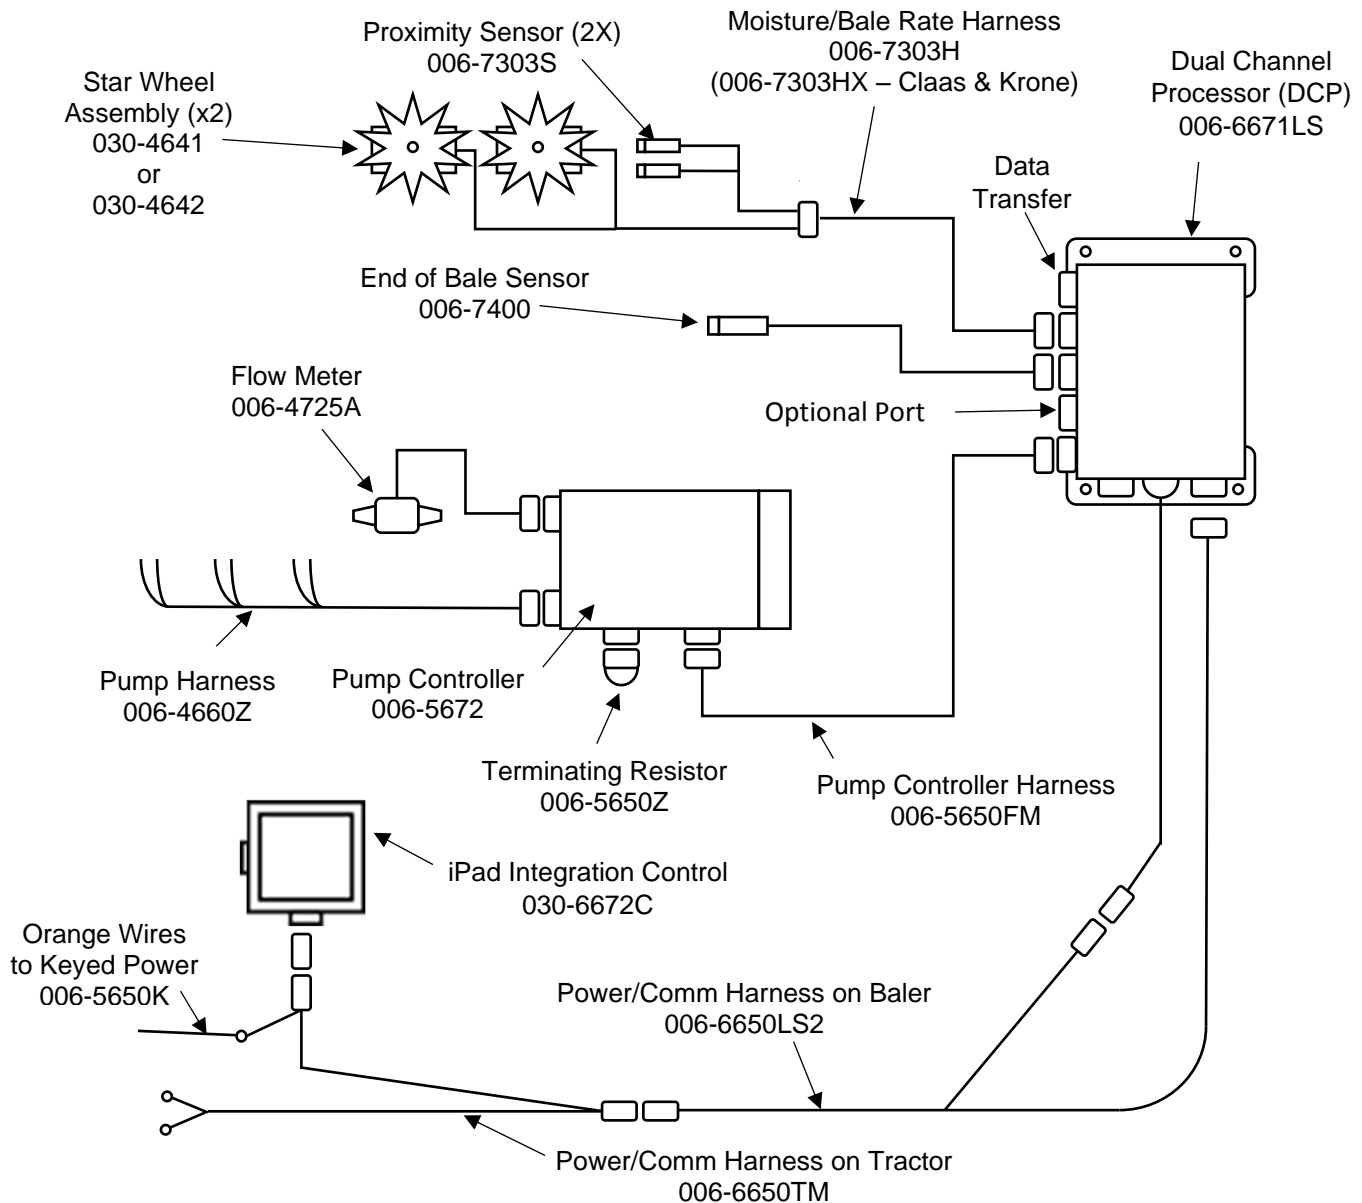 Proximity Sensor (2X)
006-7303S
Moisture/Bale Rate Harness
006-7303H
(006-7303HX – Claas & Krone)
Dual Channel
Processor (DCP)
006-6671LS
Star Wheel
Assembly (x2)
030-4641
or
030-4642
Data
Transfer
End of Bale Sensor
006-7400
Flow Meter
006-4725A
Optional Port
Pump Harness
006-4660Z
Pump Controller
006-5672
Terminating Resistor
006-5650Z
Pump Controller Harness
006-5650FM
iPad Integration Control
030-6672C
Orange Wires
to Keyed Power
006-5650K
Power/Comm Harness on Baler
006-6650LS2
Power/Comm Harness on Tractor
006-6650TM